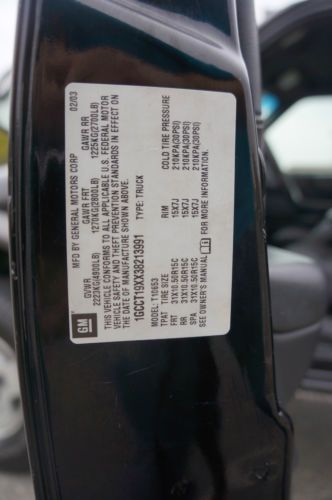 MFD BY GENERAL MOTORS CORP 02/03
GVWR GAWR FRT GAWR RR
2223KG(4900LB) 1270KG(2800LB) 1225KG(2700LB)
THIS VEHICLE CONFORMS TO ALL APPLICABLE U.S. FEDERAL MOTOR
VEHICLE SAFETY AND THEFT PREVENTION STANDARDS IN EFFECT ON
THE DATE OF MANUFACTURE SHOWN ABOVE.
1GCCT19XX38213991 TYPE: TRUCK
GM
MODEL: T10653
TPAT RIM COLD TIRE PRESSURE
FRT 31X10.50R15C 15X7J 210KPA(30PSI)
RR 31X10.50R15C 15X7J 210KPA(30PSI)
SPA 31X10.50R15C 15X7J 210KPA(30PSI)
SEE OWNER'S MANUAL FOR MORE INFORMATION.